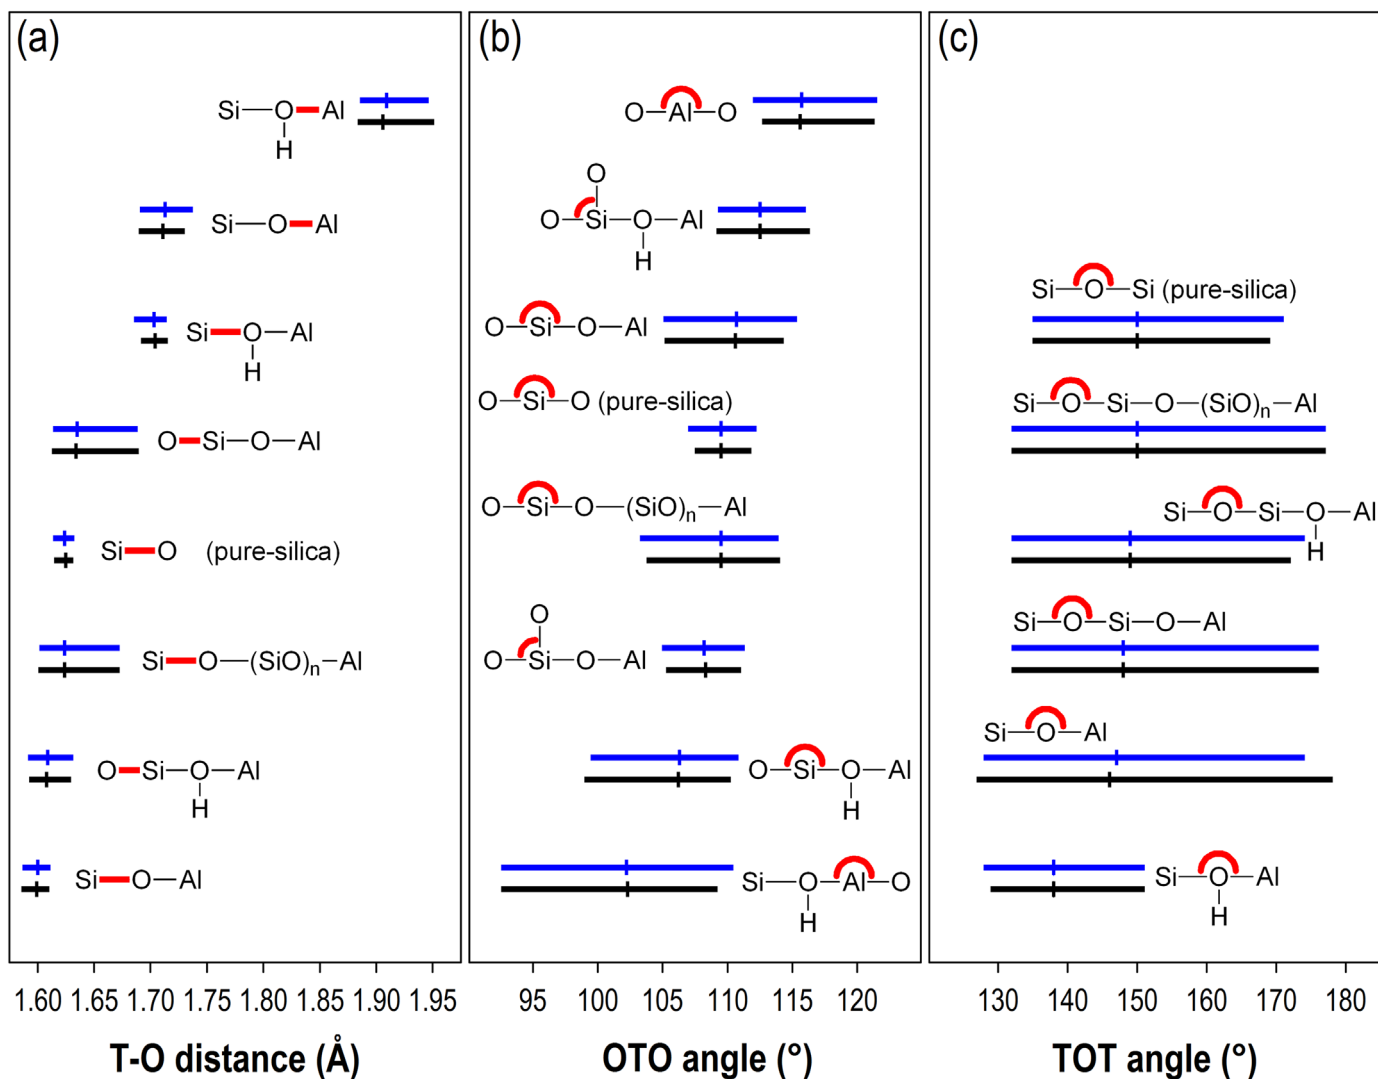 (a)
Si—O—Al
H
Si—O—Al
Si—O—Al
H
O—Si—O—Al
Si—O (pure-silica)
Si—O—(SiO)n—Al
O—Si—O—Al
H
Si—O—Al
1.60 1.65 1.70 1.75 1.80 1.85 1.90 1.95
T-O distance (Å)
(b)
O—Al—O
O
O—Si—O—Al
H
O—Si—O—Al
O—Si—O (pure-silica)
O—Si—O—(SiO)n—Al
O
O—Si—O—Al
O—Si—O—Al
H
Si—O—Al—O
H
95 100 105 110 115 120
OTO angle (°)
(c)
Si—O—Si (pure-silica)
Si—O—Si—O—(SiO)n—Al
Si—O—Si—O—Al
H
Si—O—Si—O—Al
Si—O—Al
Si—O—Al
H
130 140 150 160 170 180
TOT angle (°)